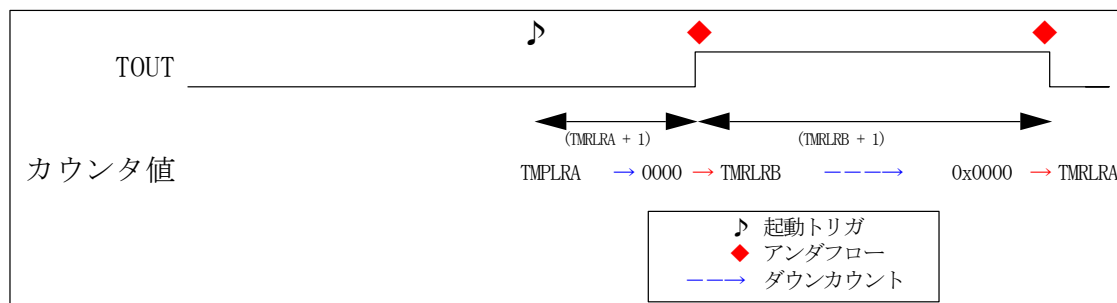 ♪
TOUT
(TMRLRA + 1) (TMRLRB + 1)
カウンタ値 TMPLRA → 0000 → TMRLRB ----→ 0x0000 → TMRLRA
♪ 起動トリガ
◆ アンダフロー
---→ ダウンカウント